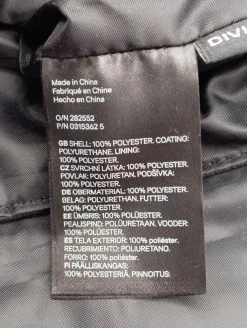 DIVI
Made in China
Fabriqué en Chine
Hecho en China
O/N 282552
P/N 0315362 5
GB SHELL: 100% POLYESTER. COATING:
POLYURETHANE. LINING:
100% POLYESTER.
CZ SVRCHNÍ LÁTKA: 100% POLYESTER.
POVLAK: POLYURETAN. PODŠÍVKA:
100% POLYESTER.
DE OBERMATERIAL: 100% POLYESTER.
BELAG: POLYURETHAN. FUTTER:
100% POLYESTER.
EE ÜMBRIS: 100% POLÜESTER.
PEALISPIND: POLÜURETAAN. VOODER:
100% POLÜESTER.
ES TELA EXTERIOR: 100% poliéster.
RECUBRIMIENTO: POLIURETANO.
FORRO: 100% poliéster.
FI PÄÄLLISKANGAS:
100% POLYESTERIÄ, PINNOITUS: